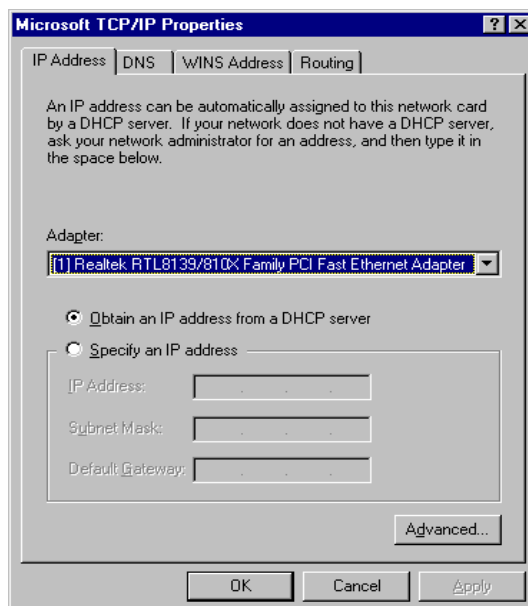 Microsoft TCP/IP Properties
IP Address DNS WINS Address Routing
An IP address can be automatically assigned to this network card
by a DHCP server. If your network does not have a DHCP server,
ask your network administrator for an address, and then type it in
the space below.
Adapter:
[1] Realtek RTL8139/810X Family PCI Fast Ethernet Adapter
Obtain an IP address from a DHCP server
Specify an IP address
IP Address:
Subnet Mask:
Default Gateway:
Advanced...
OK Cancel Apply